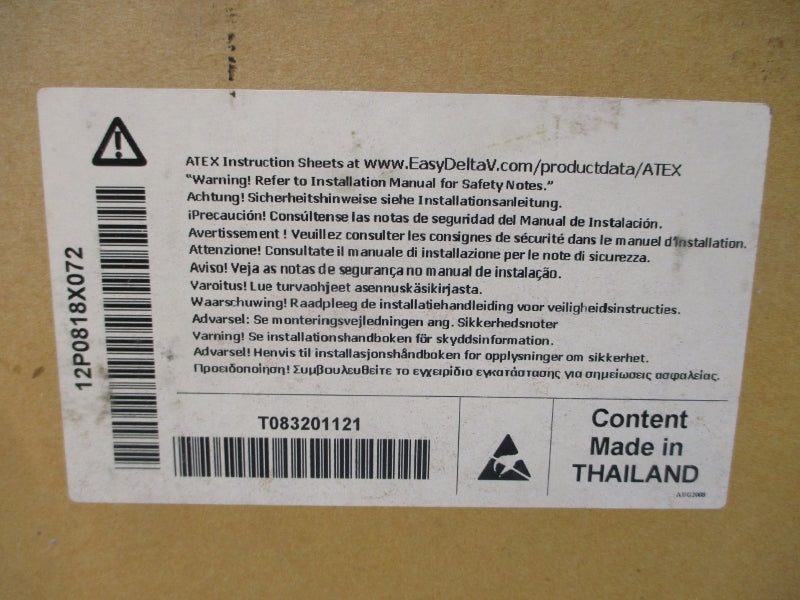 ATEX Instruction Sheets at www.EasyDeltaV.com/productdata/ATEX
"Warning! Refer to Installation Manual for Safety Notes."
Achtung! Sicherheitshinweise siehe Installationsanleitung.
¡Precaución! Consúltense las notas de seguridad del Manual de Instalación.
Avertissement ! Veuillez consulter les consignes de sécurité dans le manuel d'Installation.
Attenzione! Consultate il manuale di installazione per le note di sicurezza.
Aviso! Veja as notas de segurança no manual de instalação.
Varoitus! Lue turvaohjeet asennuskäsikirjasta.
Waarschuwing! Raadpleeg de installatiehandleiding voor veiligheidsinstructies.
Advarsel: Se monteringsvejledningen ang. Sikkerhedsnoter
Varning! Se installationshandboken för skyddsinformation.
Advarsel! Henvis til installasjonshåndboken for opplysninger om sikkerhet.
Προειδοποίηση! Συμβουλευθείτε το εγχειρίδιο εγκατάστασης για σημειώσεις ασφαλείας.
12P0818X072
T083201121
Content
Made in
THAILAND
AUG2008